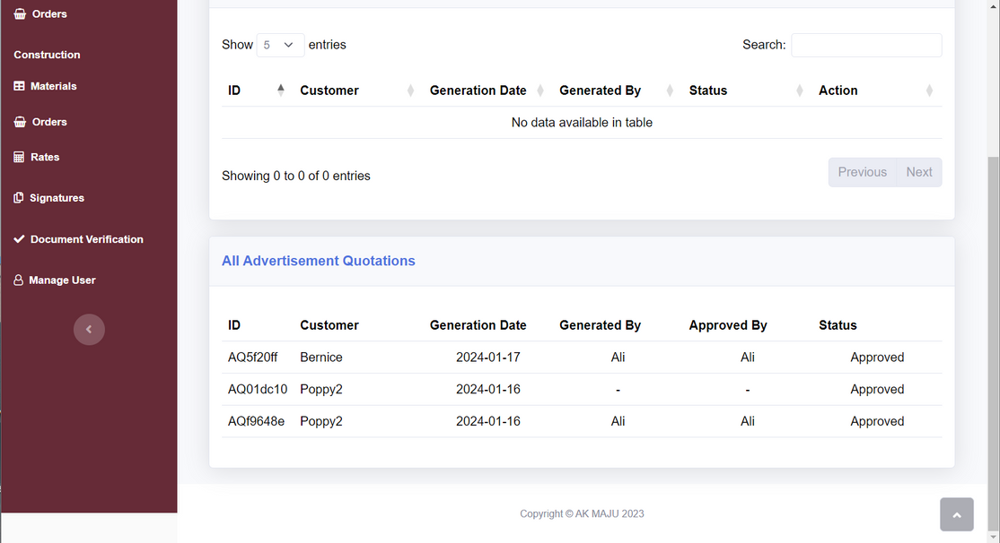 Orders
Construction
Materials
Orders
Rates
Signatures
Document Verification
Manage User
Show 5 entries Search:
ID Customer Generation Date Generated By Status Action
No data available in table
Showing 0 to 0 of 0 entries Previous Next
All Advertisement Quotations
ID Customer Generation Date Generated By Approved By Status
AQ5f20ff Bernice 2024-01-17 Ali Ali Approved
AQ01dc10 Poppy2 2024-01-16 - - Approved
AQf9648e Poppy2 2024-01-16 Ali Ali Approved
Copyright © AK MAJU 2023